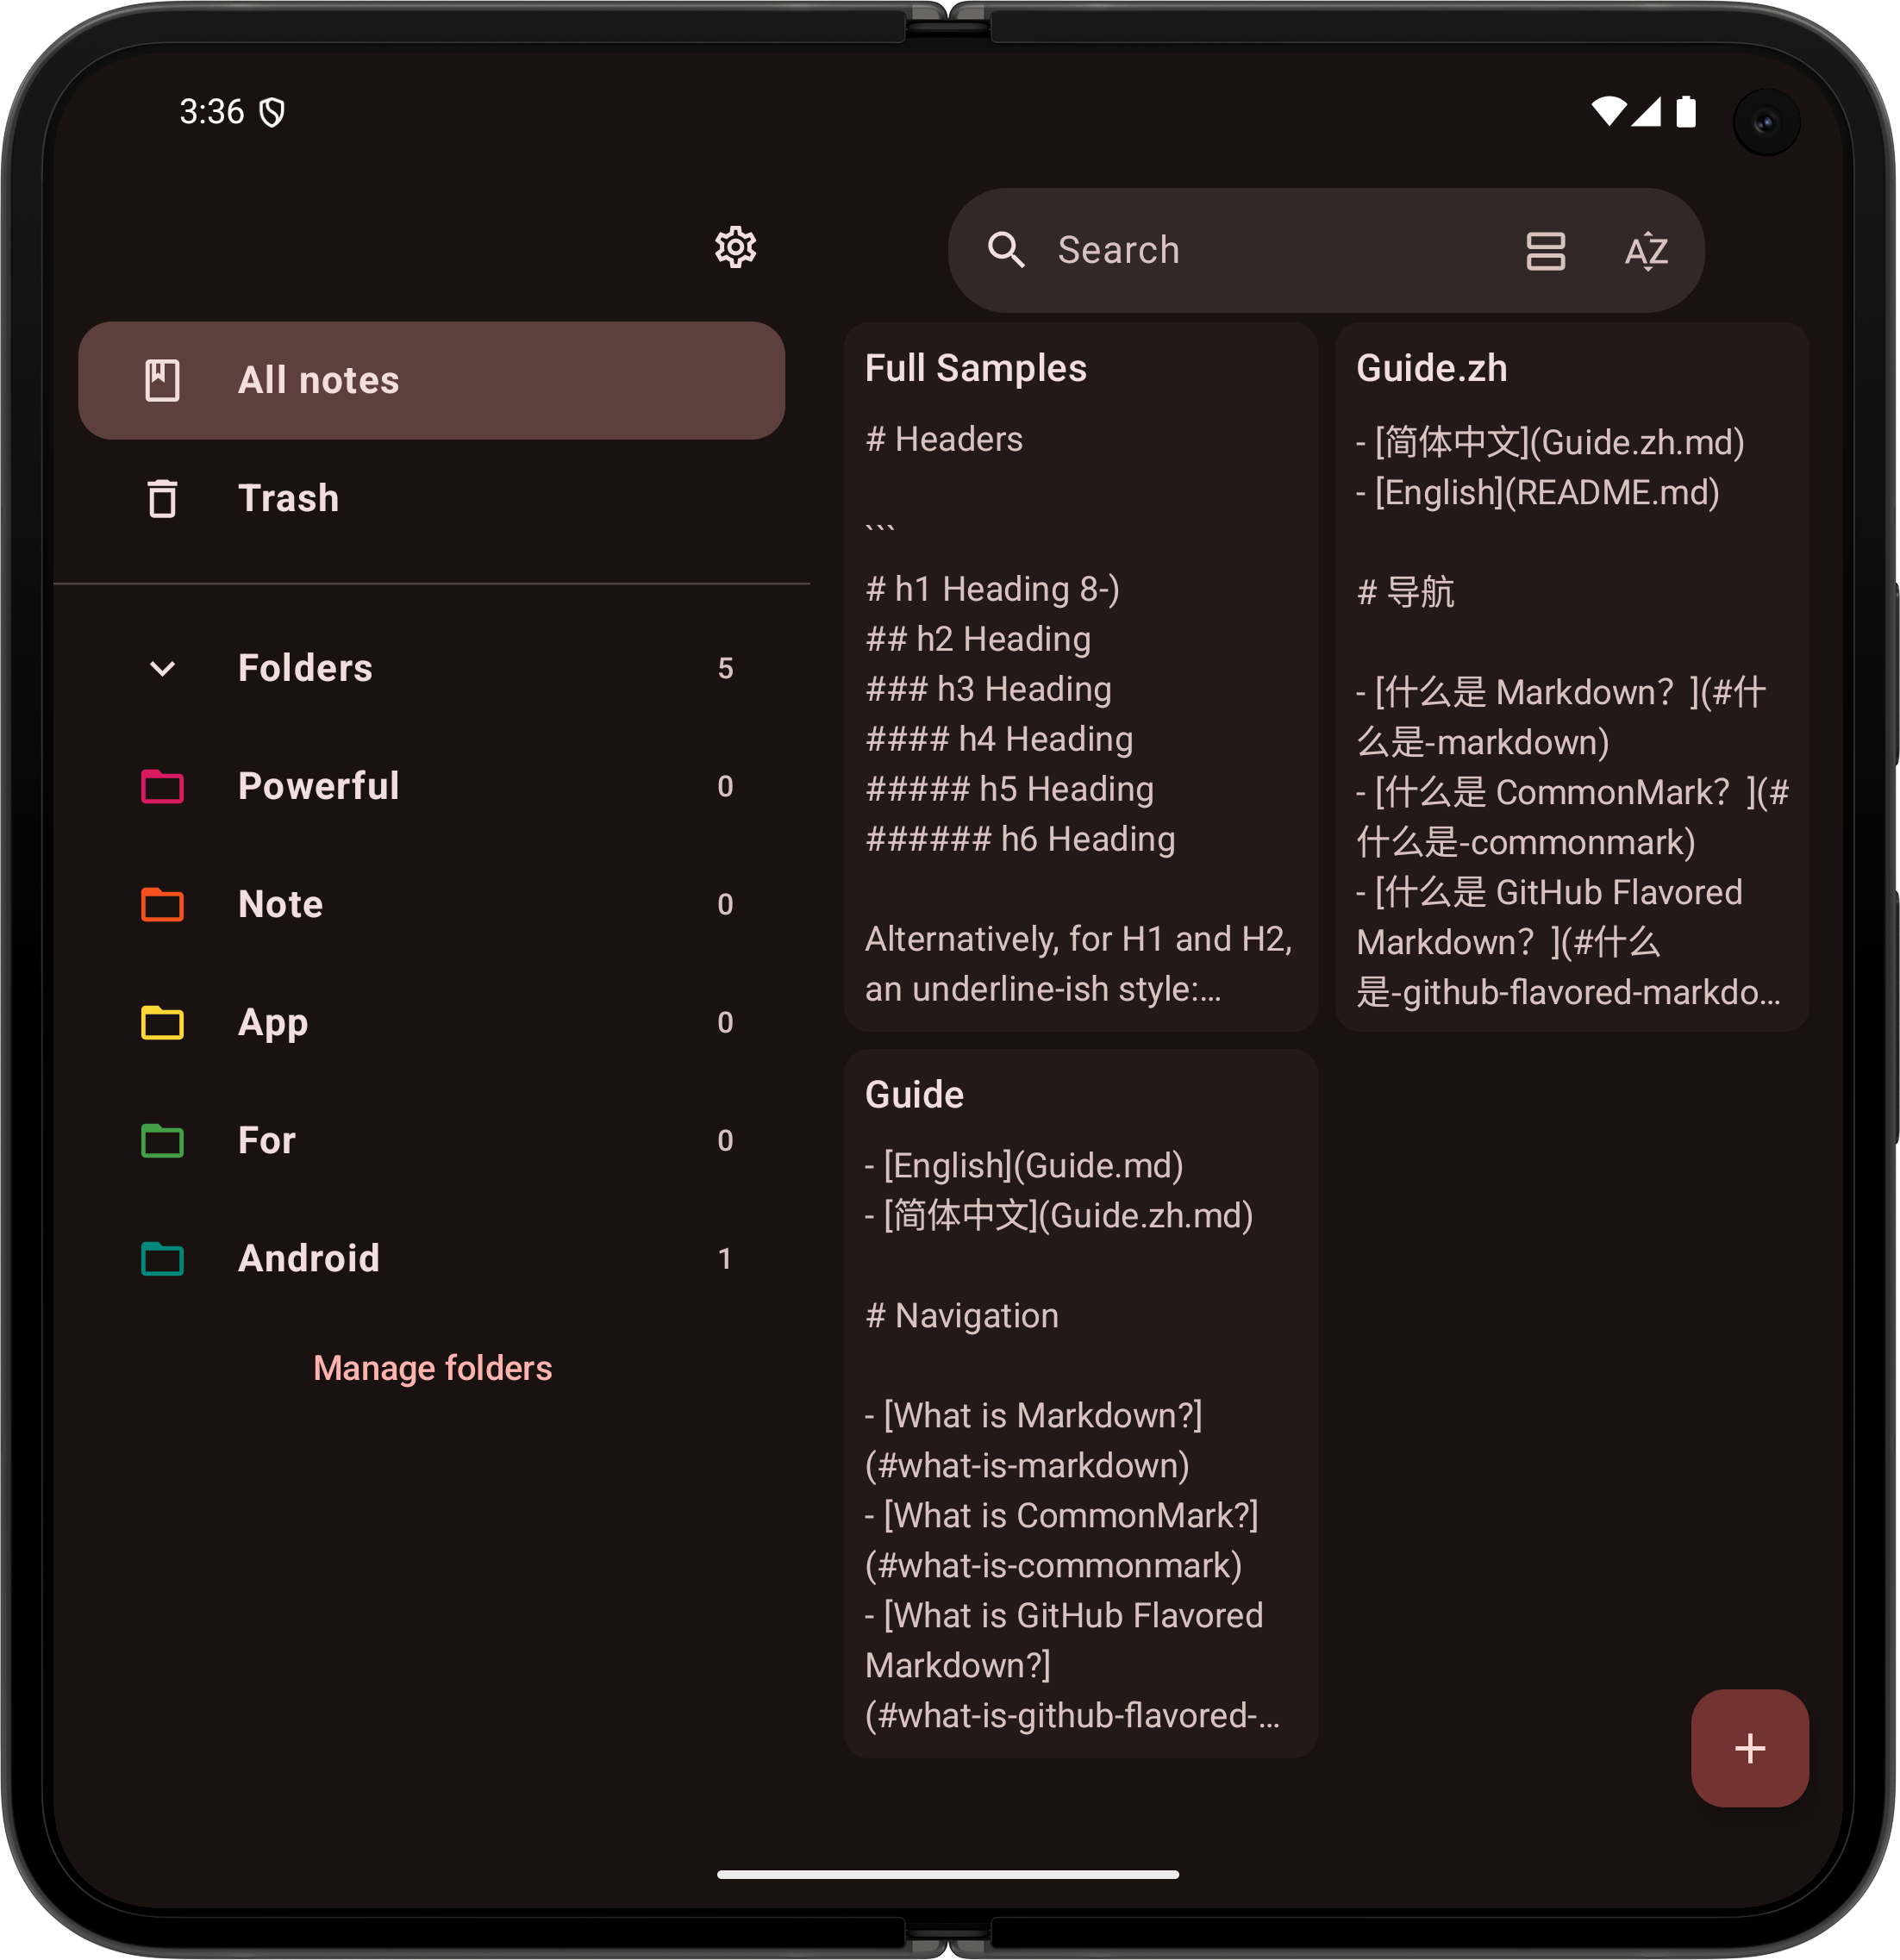 3:36
Search
AZ
All notes
Trash
Folders 5
Powerful 0
Note 0
App 0
For 0
Android 1
Manage folders
Full Samples
# Headers
```
# h1 Heading 8-)
## h2 Heading
### h3 Heading
#### h4 Heading
##### h5 Heading
###### h6 Heading
Alternatively, for H1 and H2,
an underline-ish style:…
Guide.zh
- [简体中文](Guide.zh.md)
- [English](README.md)
# 导航
- [什么是 Markdown？](#什
么是-markdown)
- [什么是 CommonMark？](#
什么是-commonmark)
- [什么是 GitHub Flavored
Markdown？](#什么
是-github-flavored-markdo…
Guide
- [English](Guide.md)
- [简体中文](Guide.zh.md)
# Navigation
- [What is Markdown?]
(#what-is-markdown)
- [What is CommonMark?]
(#what-is-commonmark)
- [What is GitHub Flavored
Markdown?]
(#what-is-github-flavored-…